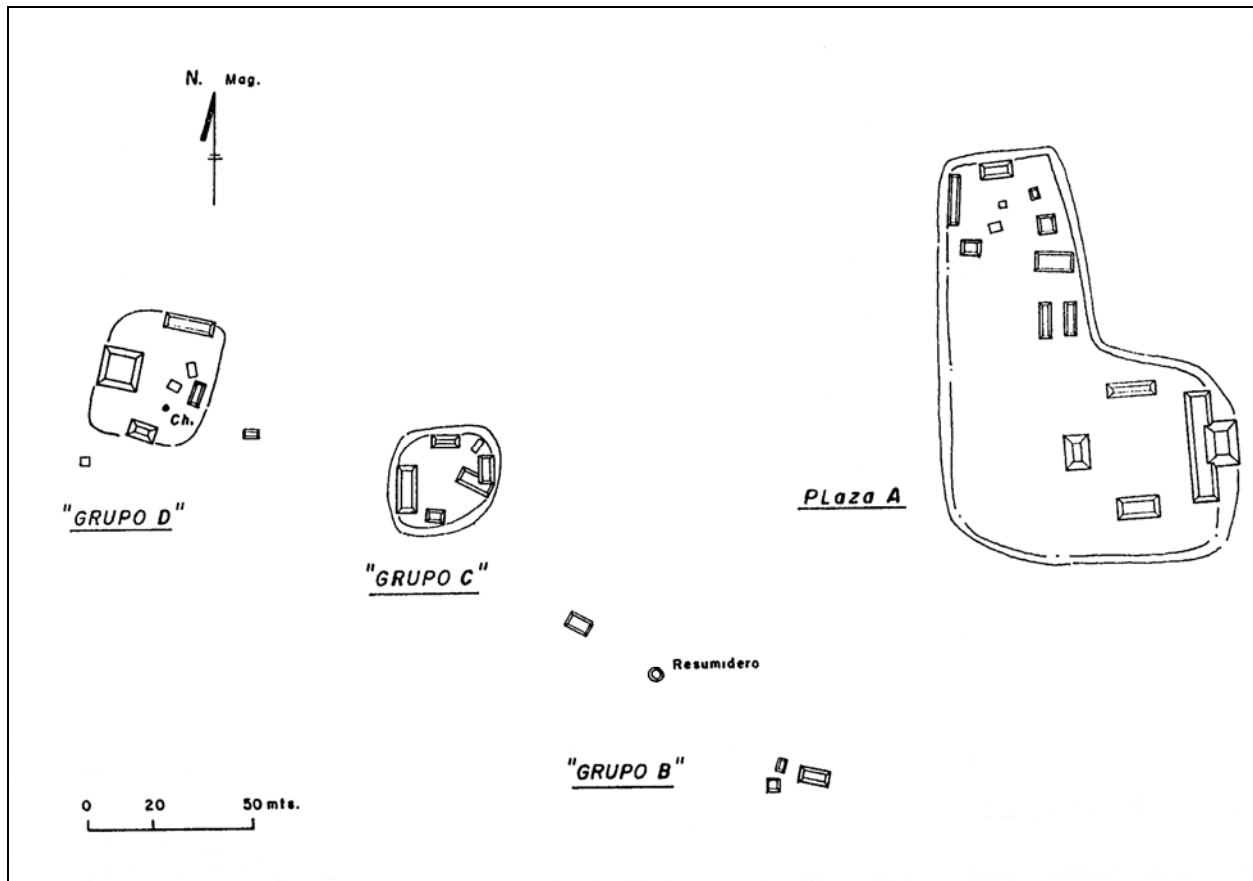 N. Mag.
Ch.
"GRUPO D"
PLaza A
"GRUPO C"
Resumidero
"GRUPO B"
0 20 50 mts.